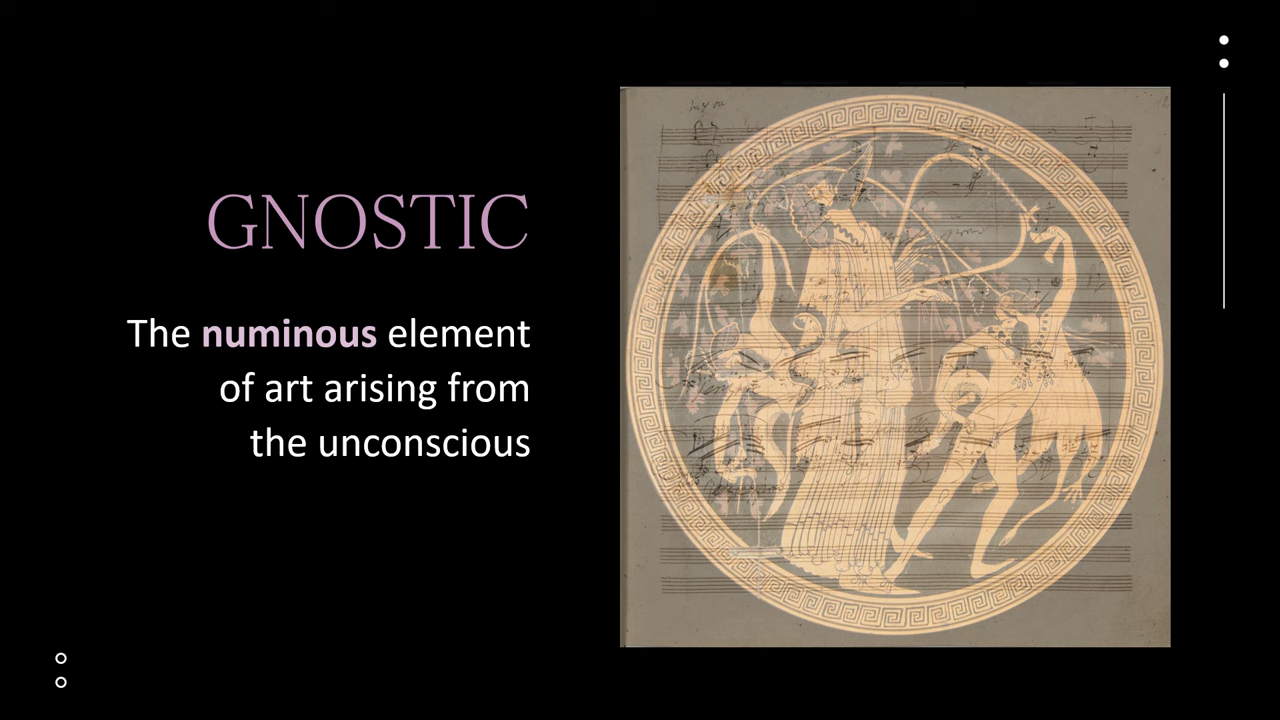 GNOSTIC
The numinous element
of art arising from
the unconscious